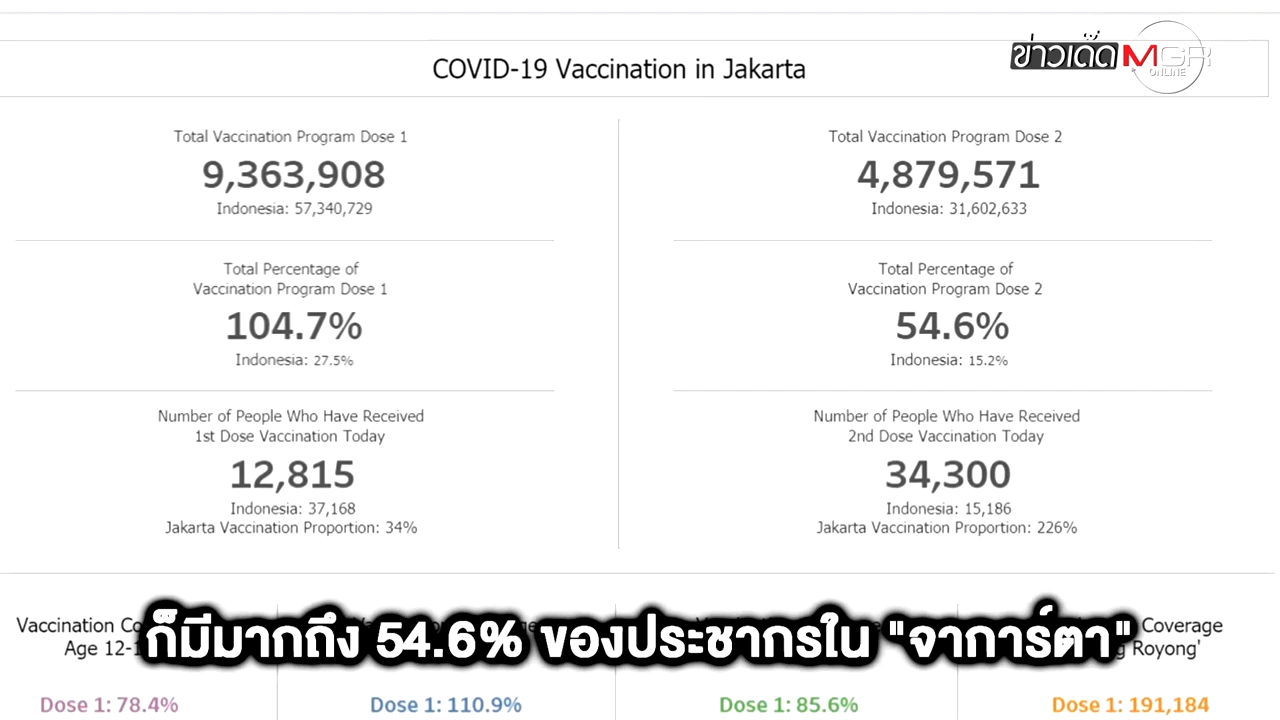 ข่าวเด็ด MGR ONLINE
COVID-19 Vaccination in Jakarta
Total Vaccination Program Dose 1
9,363,908
Indonesia: 57,340,729
Total Percentage of
Vaccination Program Dose 1
104.7%
Indonesia: 27.5%
Number of People Who Have Received
1st Dose Vaccination Today
12,815
Indonesia: 37,168
Jakarta Vaccination Proportion: 34%
Total Vaccination Program Dose 2
4,879,571
Indonesia: 31,602,633
Total Percentage of
Vaccination Program Dose 2
54.6%
Indonesia: 15.2%
Number of People Who Have Received
2nd Dose Vaccination Today
34,300
Indonesia: 15,186
Jakarta Vaccination Proportion: 226%
Vaccination
Age
Dose 1: 78.4%
Dose 1: 110.9%
Dose 1: 85.6%
Coverage
Royong'
Dose 1: 191,184
ก็มีมากถึง 54.6% ของประชากรใน "จาการ์ตา"